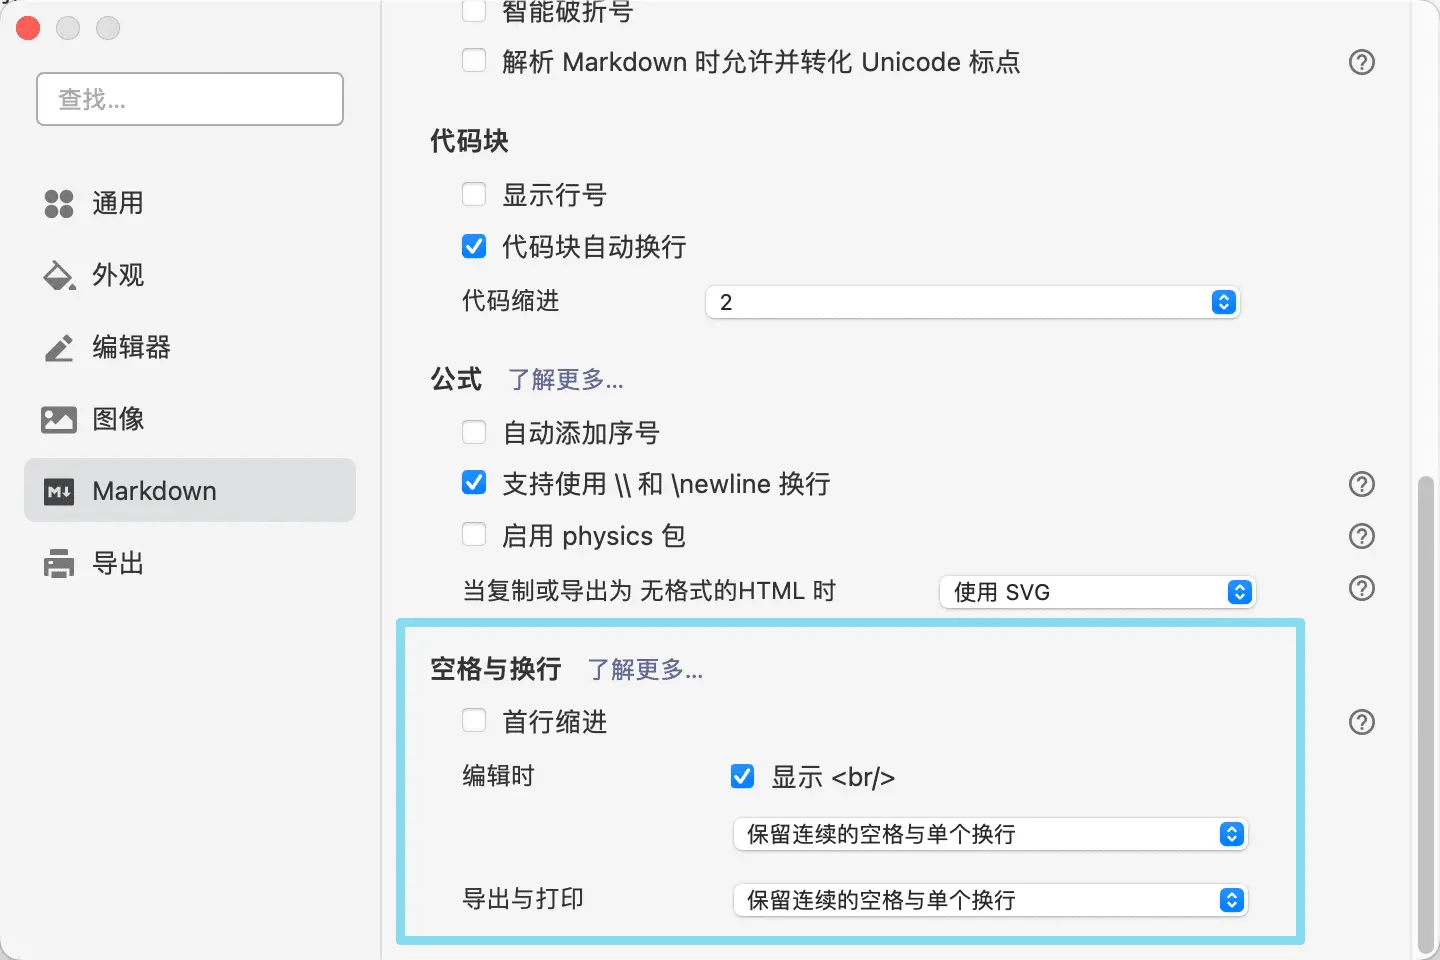 查找...
通用
外观
编辑器
图像
Markdown
导出
智能破折号
解析 Markdown 时允许并转化 Unicode 标点
代码块
显示行号
代码块自动换行
代码缩进 2
公式 了解更多...
自动添加序号
支持使用 \\ 和 \newline 换行
启用 physics 包
当复制或导出为 无格式的HTML 时 使用 SVG
空格与换行 了解更多...
首行缩进
编辑时 显示 <br/>
保留连续的空格与单个换行
导出与打印 保留连续的空格与单个换行